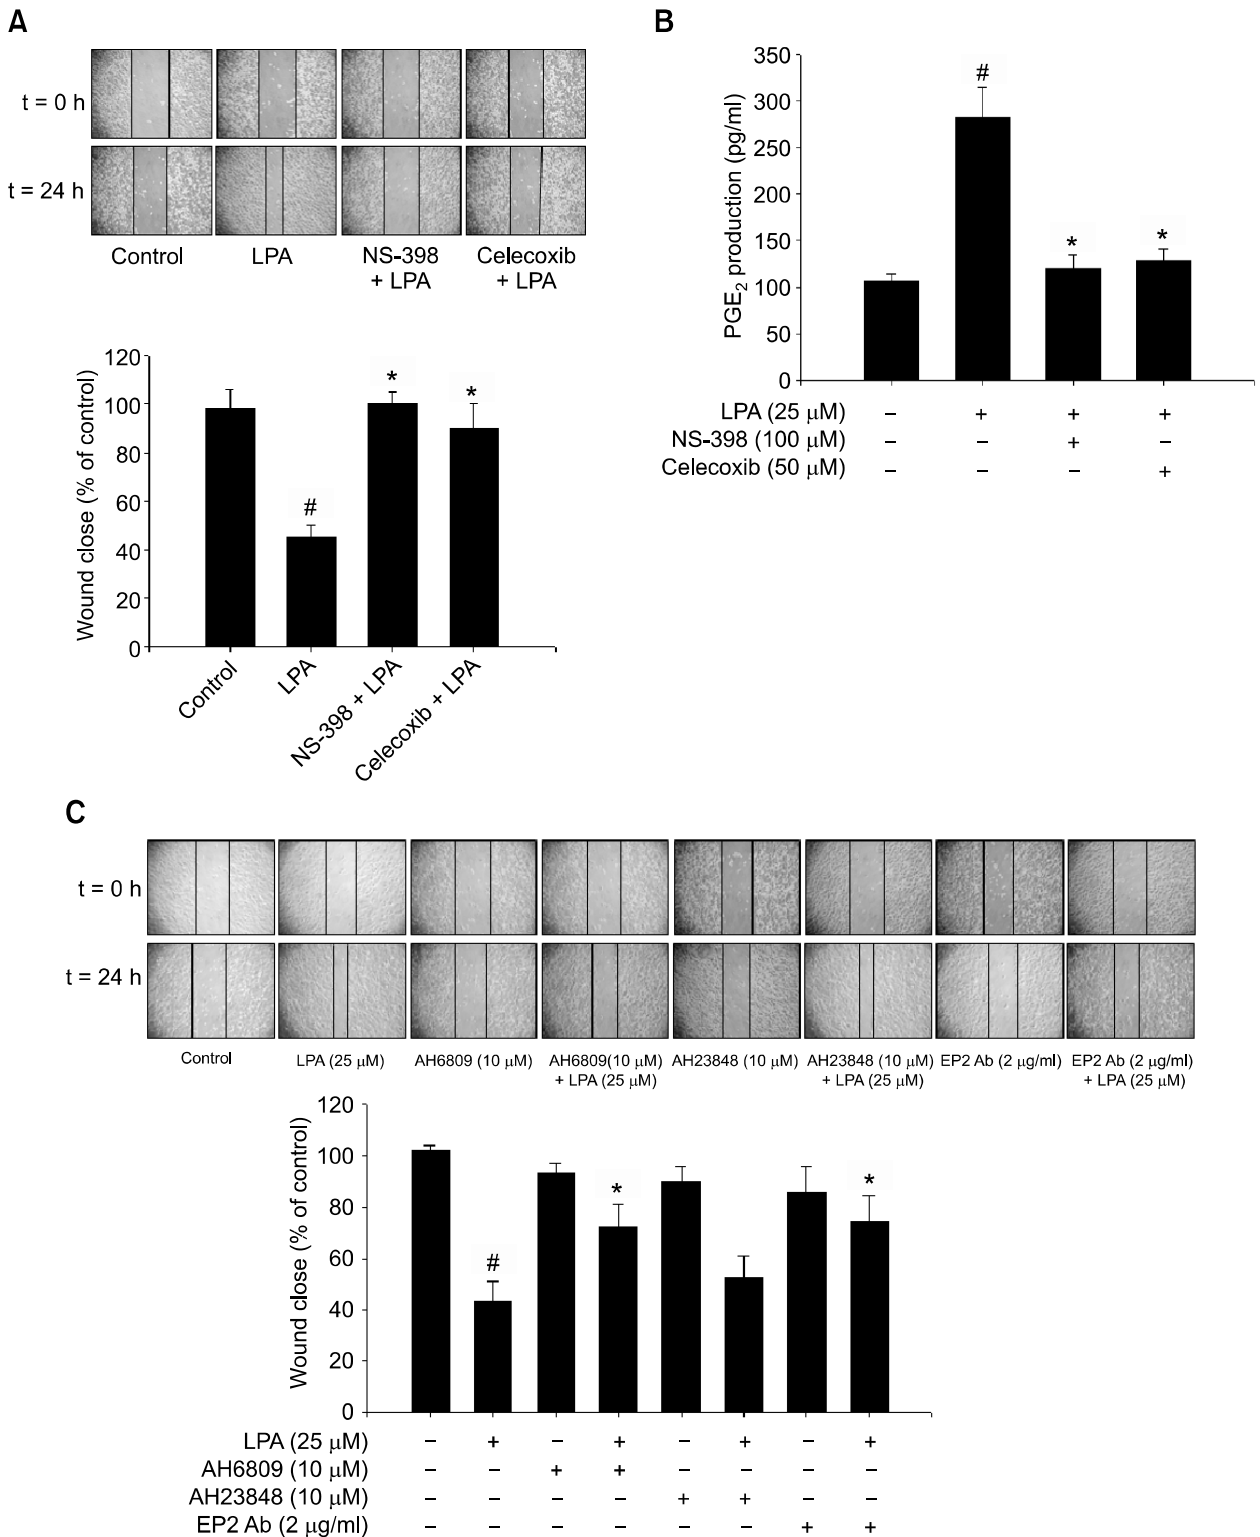 A
t = 0 h
t = 24 h
Control LPA NS-398 + LPA Celecoxib + LPA
Wound close (% of control)
120
100
80
60
40
20
0
#
*
*
Control
LPA
NS-398 + LPA
Celecoxib + LPA
B
PGE₂ production (pg/ml)
350
300
250
200
150
100
50
0
#
*
*
LPA (25 µM) – + + +
NS-398 (100 µM) – – + –
Celecoxib (50 µM) – – – +
C
t = 0 h
t = 24 h
Control
LPA (25 µM)
AH6809 (10 µM)
AH6809(10 µM)
+ LPA (25 µM)
AH23848 (10 µM)
AH23848 (10 µM)
+ LPA (25 µM)
EP2 Ab (2 µg/ml)
EP2 Ab (2 µg/ml)
+ LPA (25 µM)
Wound close (% of control)
120
100
80
60
40
20
0
#
*
*
LPA (25 µM) – + – + – + – +
AH6809 (10 µM) – – + + – – – –
AH23848 (10 µM) – – – – + + – –
EP2 Ab (2 µg/ml) – – – – – – + +